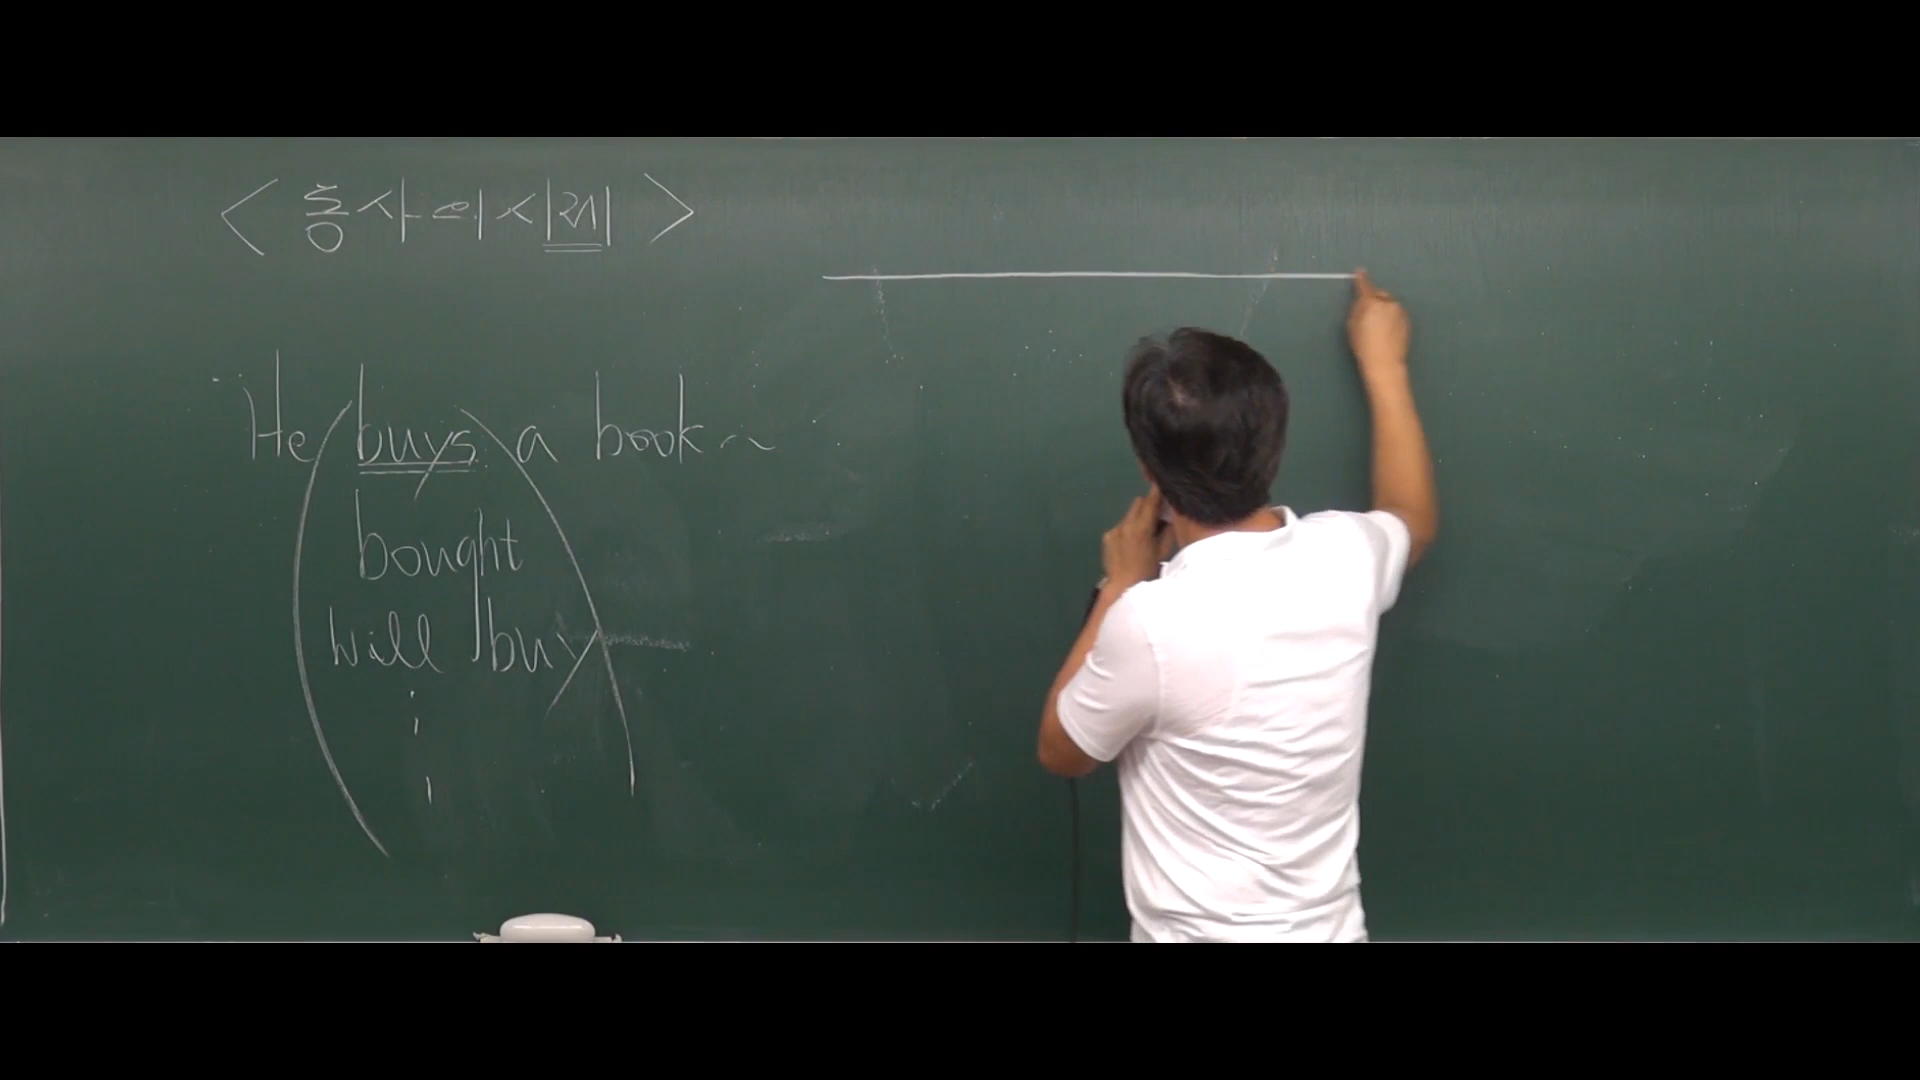 < 동사의 시제 >
He buys a book ~
bought
will buy